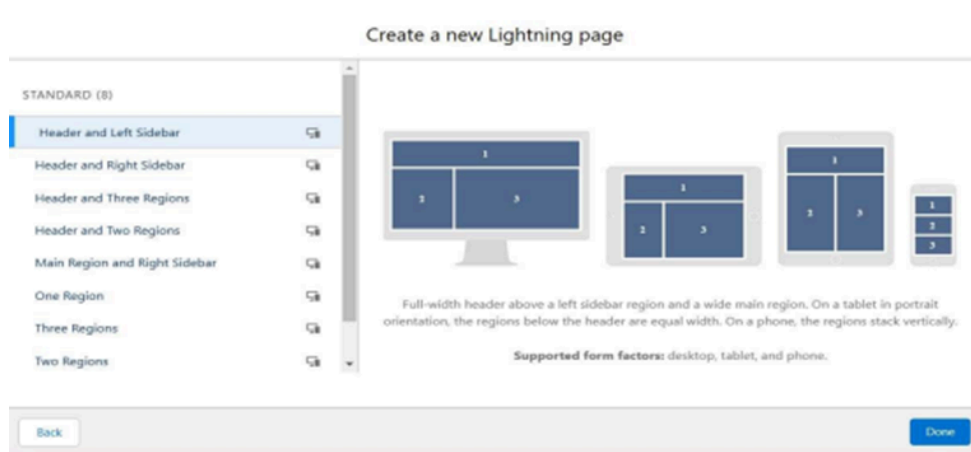 Create a new Lightning page
STANDARD (8)
Header and Left Sidebar
Header and Right Sidebar
Header and Three Regions
Header and Two Regions
Main Region and Right Sidebar
One Region
Three Regions
Two Regions
1
2 3
1
2 3
1
2 3
1
2
3
Full-width header above a left sidebar region and a wide main region. On a tablet in portrait
orientation, the regions below the header are equal width. On a phone, the regions stack vertically.
Supported form factors: desktop, tablet, and phone.
Back
Done